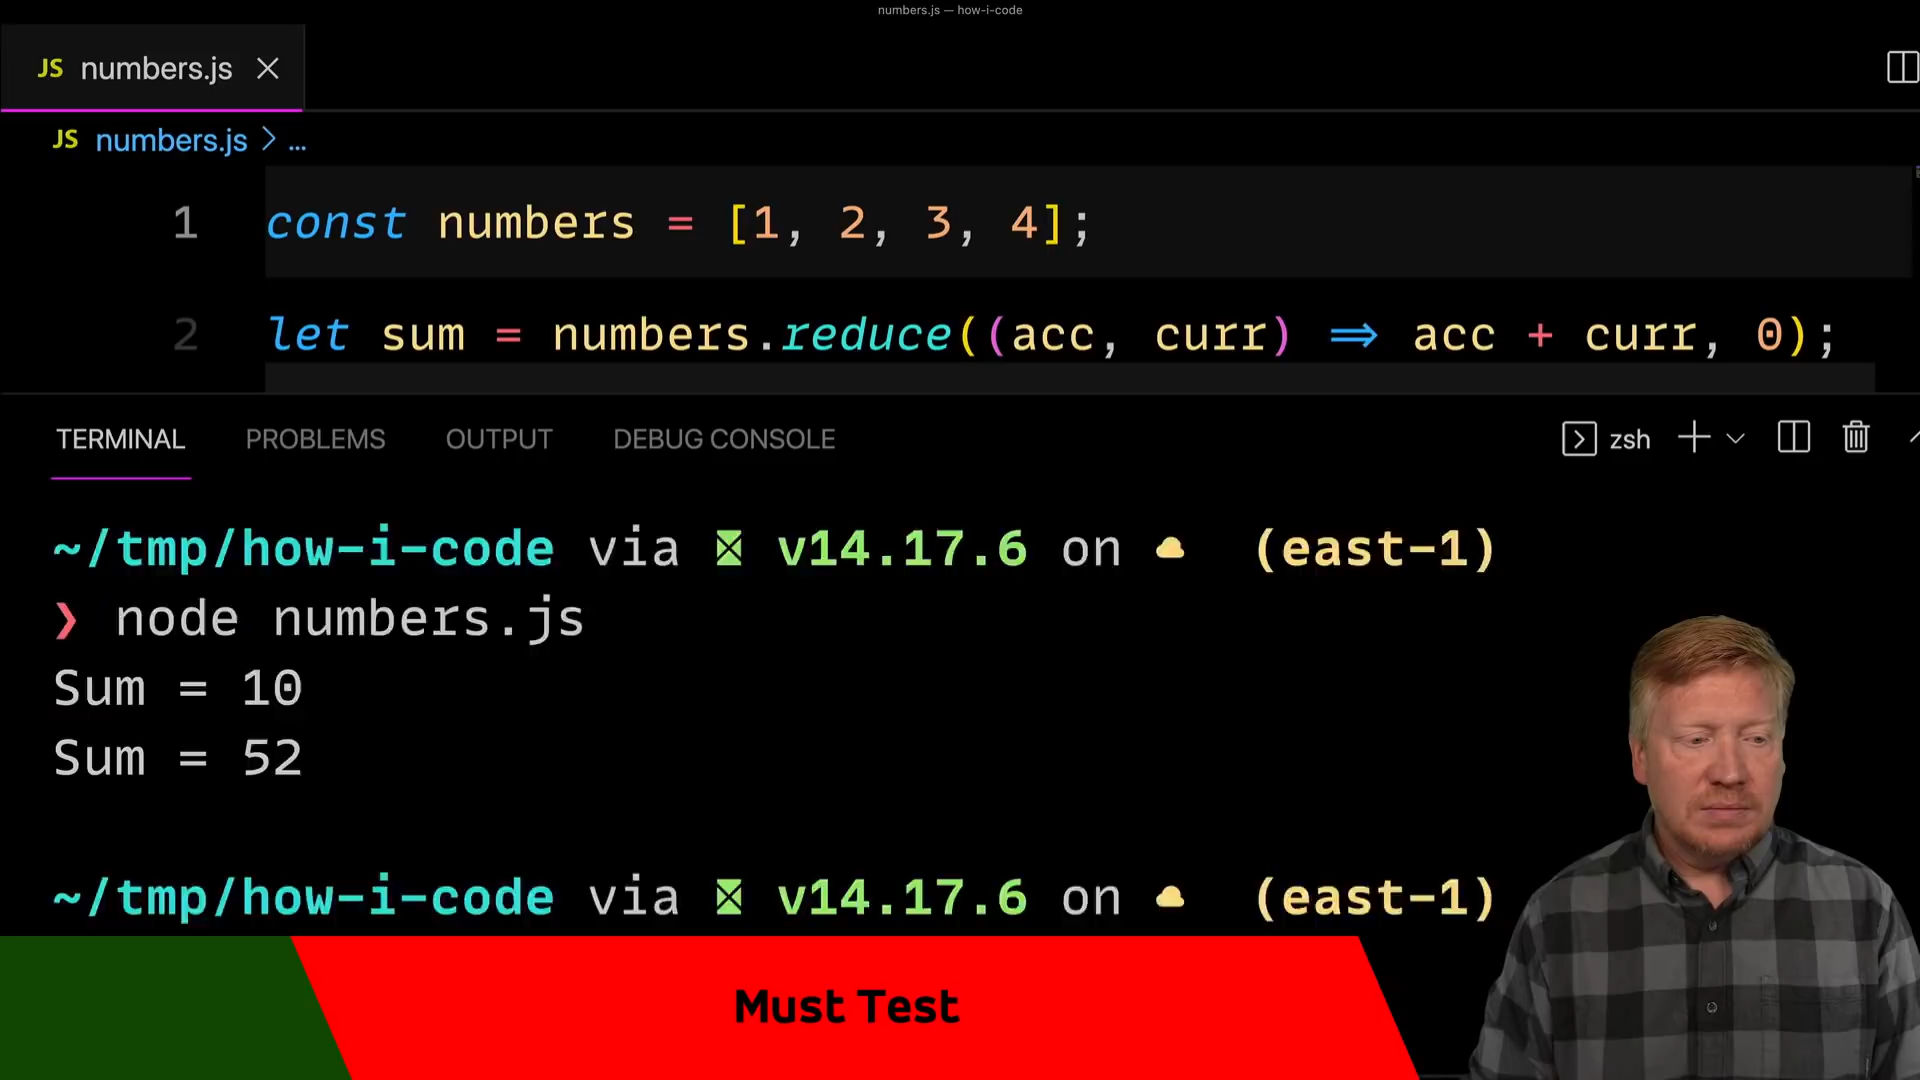 numbers.js — how-i-code
JS numbers.js
JS numbers.js > ...
1 const numbers = [1, 2, 3, 4];
2 let sum = numbers.reduce((acc, curr) => acc + curr, 0);
TERMINAL PROBLEMS OUTPUT DEBUG CONSOLE zsh
~/tmp/how-i-code via v14.17.6 on (east-1)
❯ node numbers.js
Sum = 10
Sum = 52
~/tmp/how-i-code via v14.17.6 on (east-1)
Must Test